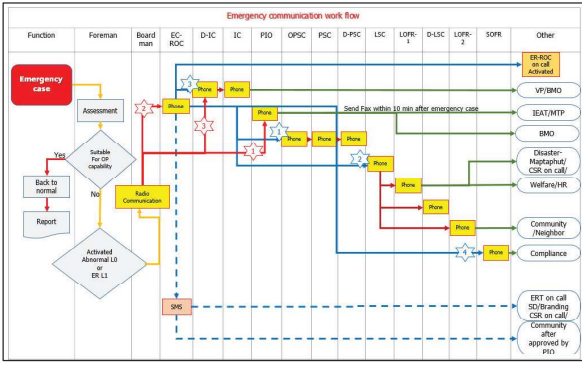 Emergency communication work flow
Function
Foreman
Board
man
EC-
ROC
D-IC
IC
PIO
OPSC
PSC
D-PSC
LSC
LOFR-
1
D-LSC
LOFR-
2
SOFR
Other
Emergency
case
Assessment
Suitable
For OP
capability
Yes
No
Back to
normal
Report
Activated
Abnormal L0
or
ER L1
Radio
Communication
2
Phone
3
Phone
Phone
3
1
Phone
1
Phone
Phone
Phone
2
Phone
Phone
Phone
Phone
4
Phone
SMS
Send Fax within 10 min after emergency case
ER-ROC
on call
Activated
VP/BMO
IEAT/MTP
BMO
Disaster-
Maptaphut/
CSR on call/
Welfare/HR
Community
/Neighbor
Compliance
ERT on call
SD/Branding
CSR on call/
Community
after
approved by
PIO